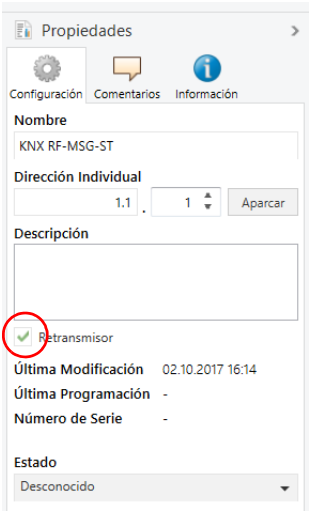 Propiedades
Configuración Comentarios Información
Nombre
KNX RF-MSG-ST
Dirección Individual
1.1 . 1 Aparcar
Descripción
Retransmisor
Última Modificación 02.10.2017 16:14
Última Programación -
Número de Serie -
Estado
Desconocido